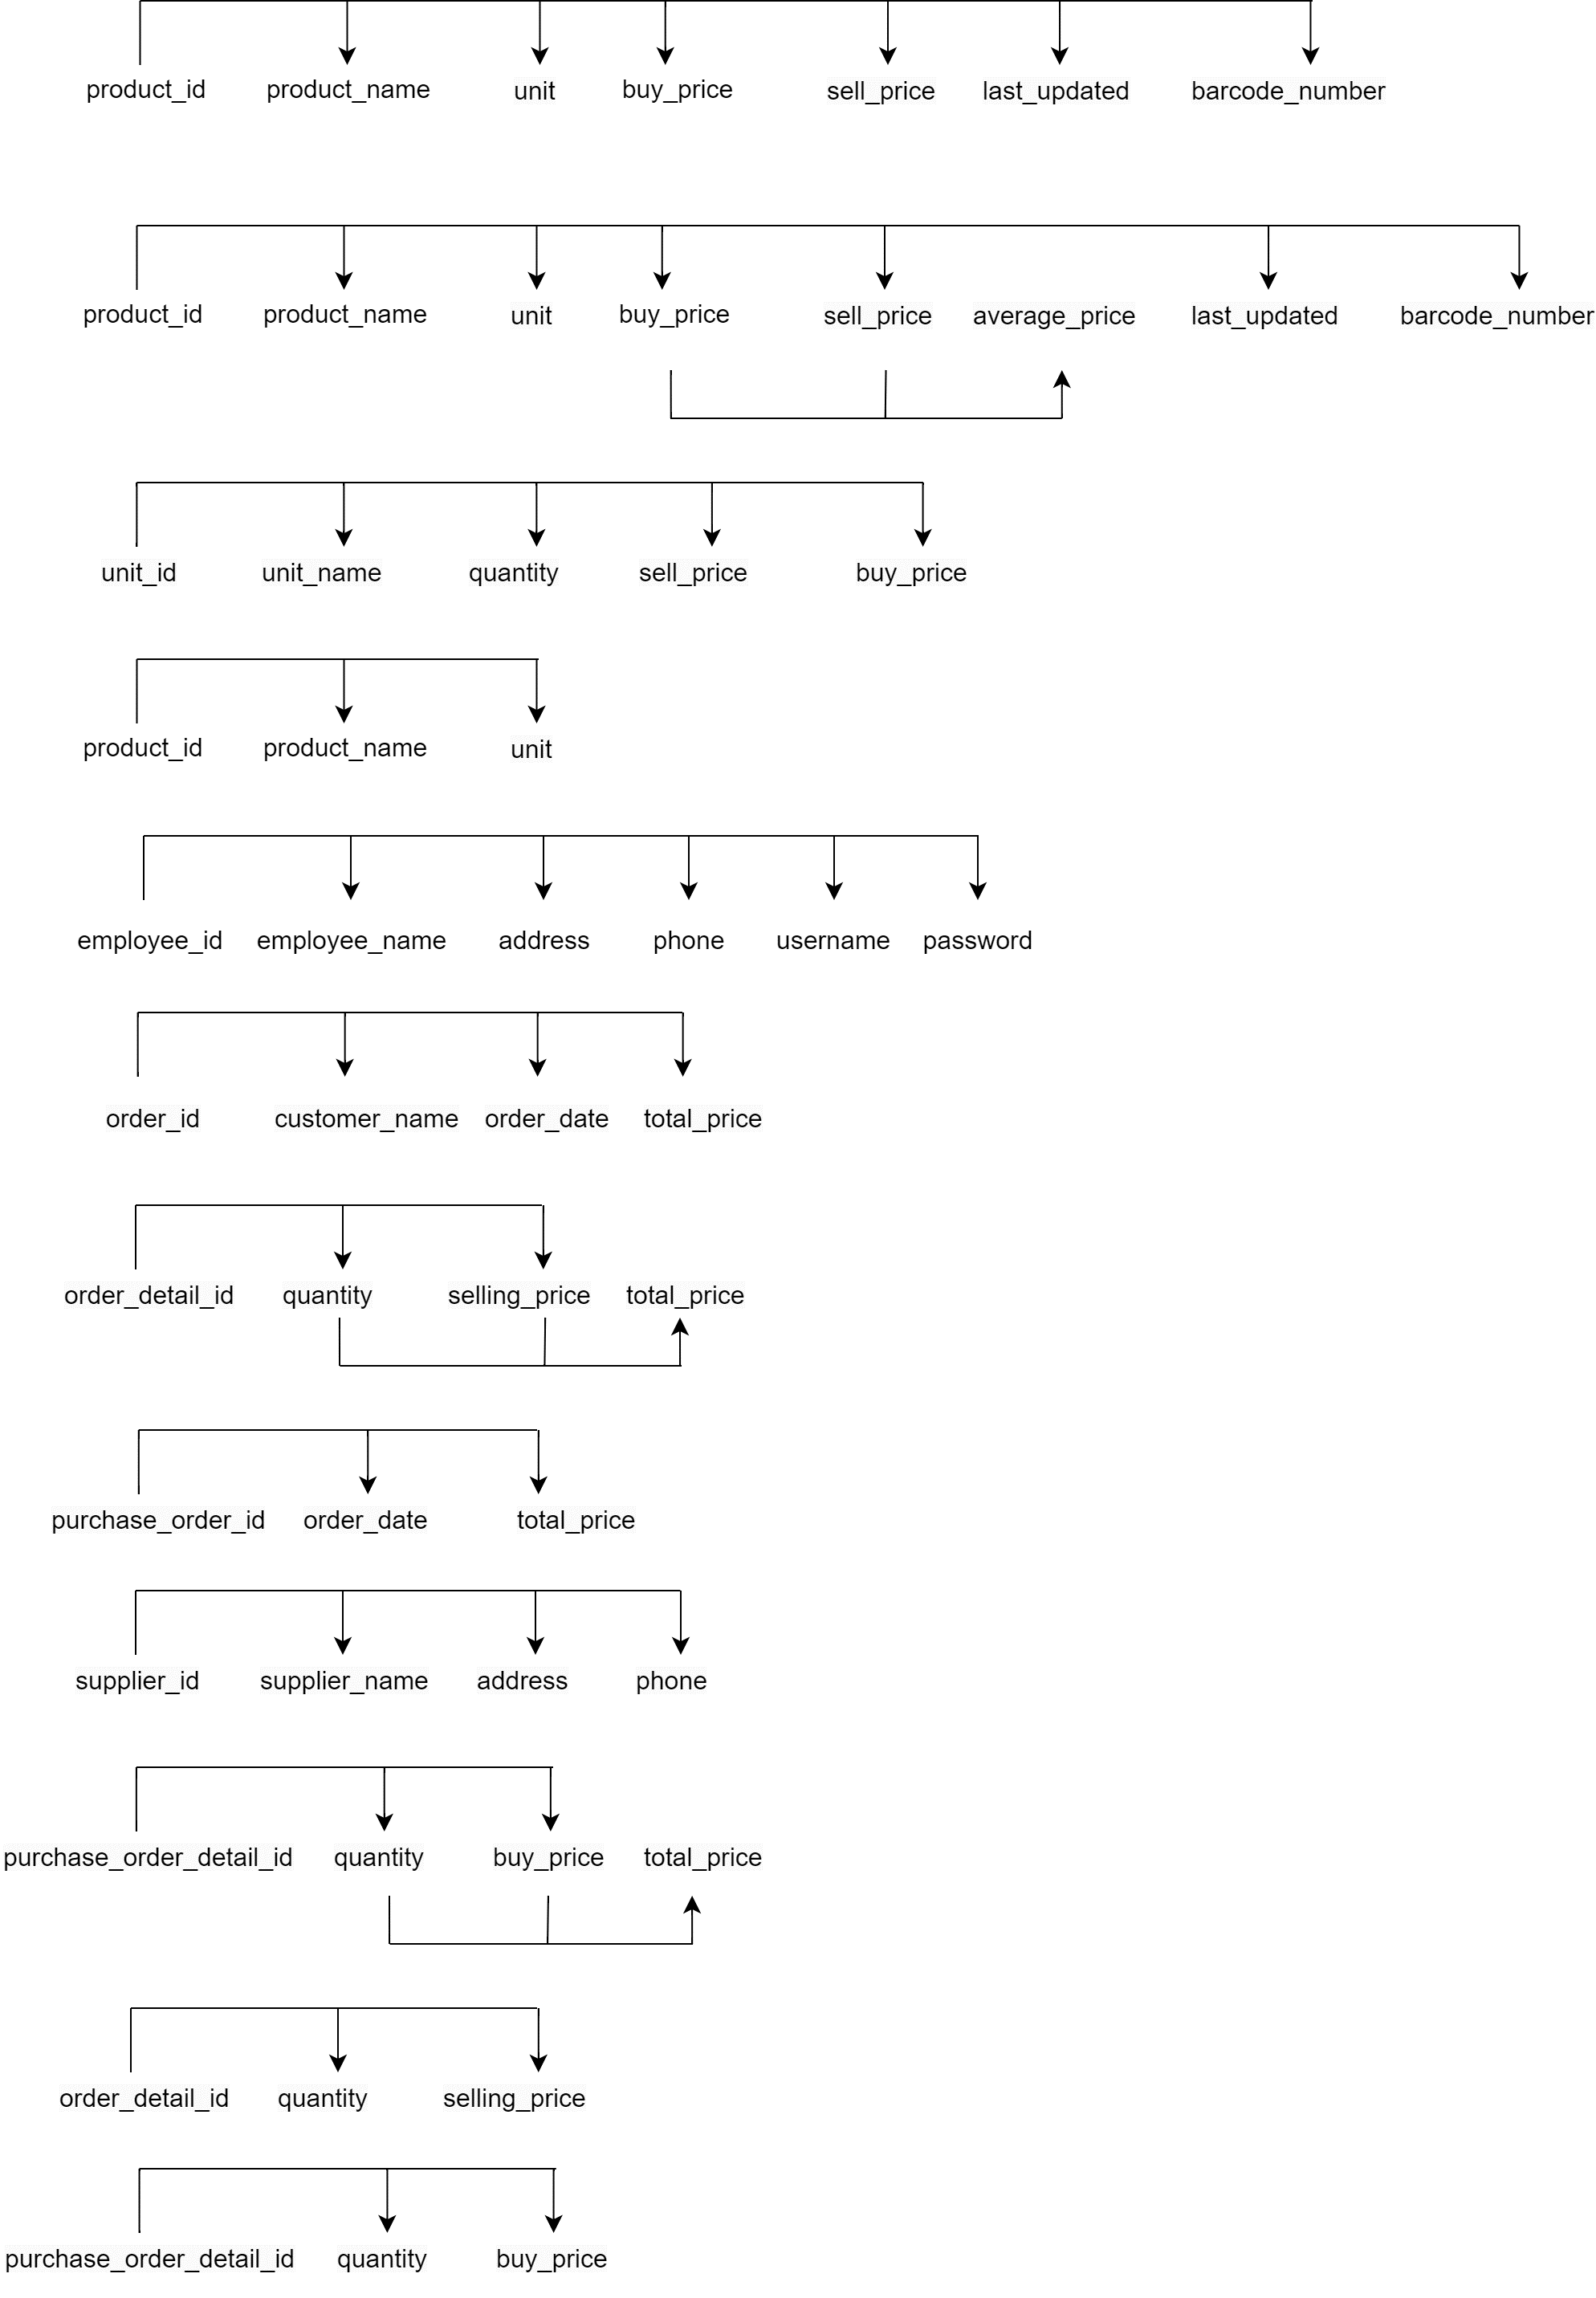 product_id product_name unit buy_price sell_price last_updated barcode_number
product_id product_name unit buy_price sell_price average_price last_updated barcode_number
unit_id unit_name quantity sell_price buy_price
product_id product_name unit
employee_id employee_name address phone username password
order_id customer_name order_date total_price
order_detail_id quantity selling_price total_price
purchase_order_id order_date total_price
supplier_id supplier_name address phone
purchase_order_detail_id quantity buy_price total_price
order_detail_id quantity selling_price
purchase_order_detail_id quantity buy_price